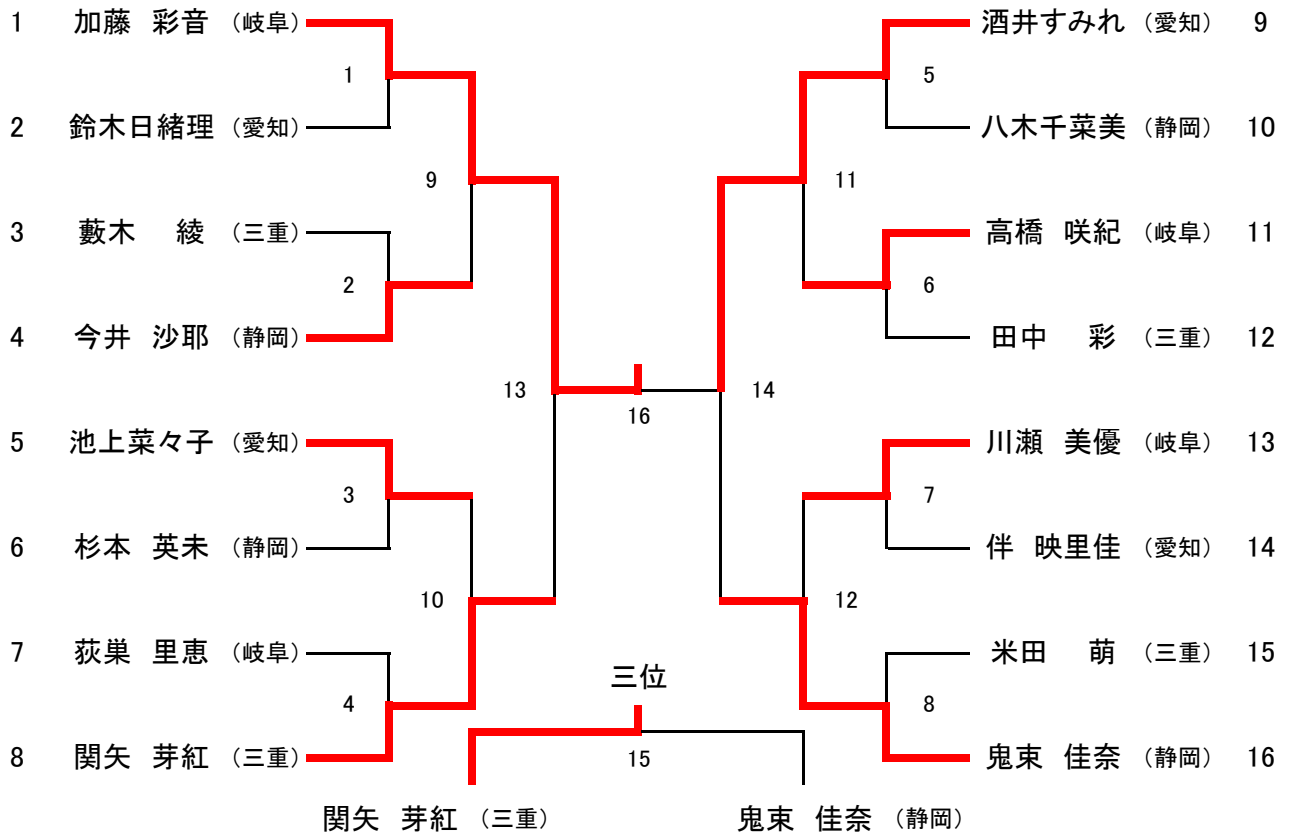 1 加藤 彩音 （岐阜） 酒井すみれ （愛知） 9
1 5
2 鈴木日緒理 （愛知） 八木千菜美 （静岡） 10
9 11
3 藪木 綾 （三重） 高橋 咲紀 （岐阜） 11
2 6
4 今井 沙耶 （静岡） 田中 彩 （三重） 12
13 14
16
5 池上菜々子 （愛知） 川瀬 美優 （岐阜） 13
3 7
6 杉本 英未 （静岡） 伴 映里佳 （愛知） 14
10 12
7 荻巣 里恵 （岐阜） 米田 萌 （三重） 15
三位
4 8
8 関矢 芽紅 （三重） 15 鬼束 佳奈 （静岡） 16
関矢 芽紅 （三重） 鬼束 佳奈 （静岡）